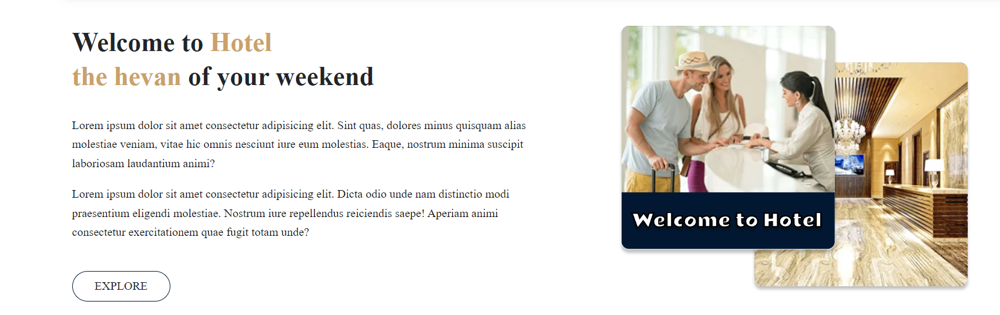 Welcome to Hotel
the hevan of your weekend
Lorem ipsum dolor sit amet consectetur adipisicing elit. Sint quas, dolores minus quisquam alias
molestiae veniam, vitae hic omnis nesciunt iure eum molestias. Eaque, nostrum minima suscipit
laboriosam laudantium animi?
Lorem ipsum dolor sit amet consectetur adipisicing elit. Dicta odio unde nam distinctio modi
praesentium eligendi molestiae. Nostrum iure repellendus reiciendis saepe! Aperiam animi
consectetur exercitationem quae fugit totam unde?
EXPLORE
Welcome to Hotel